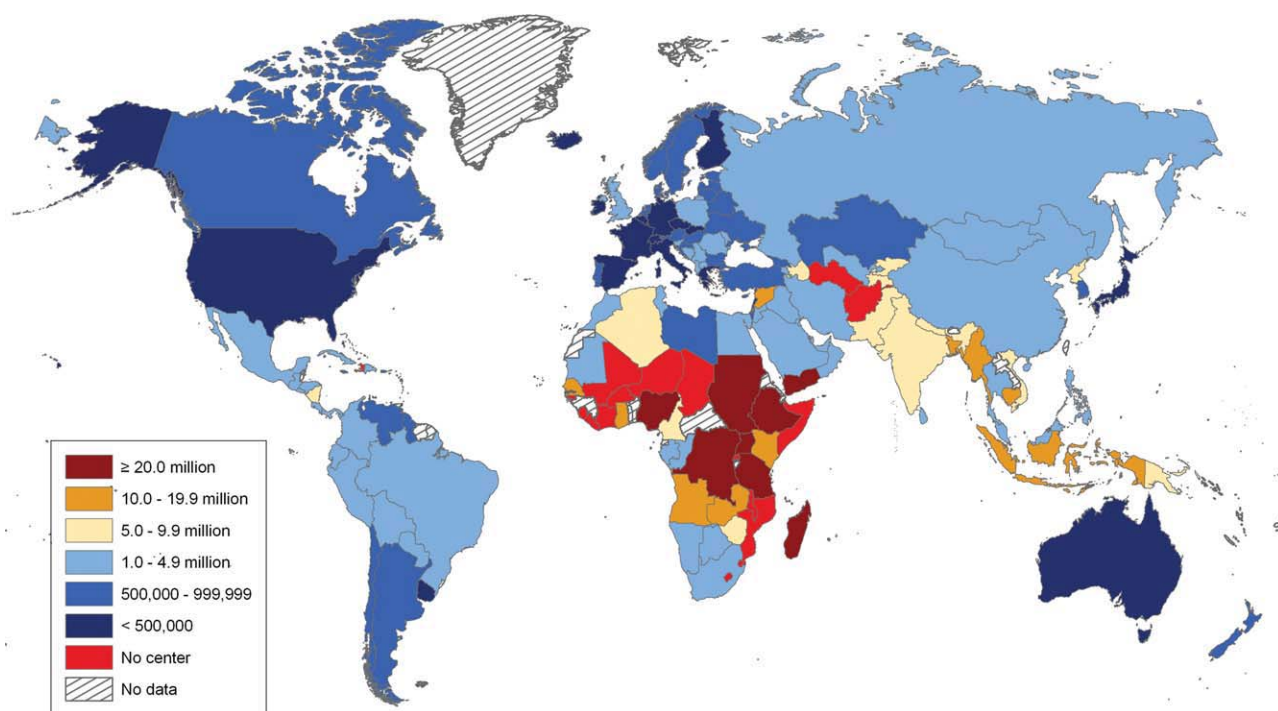 ≥ 20.0 million
10.0 - 19.9 million
5.0 - 9.9 million
1.0 - 4.9 million
500,000 - 999,999
< 500,000
No center
No data